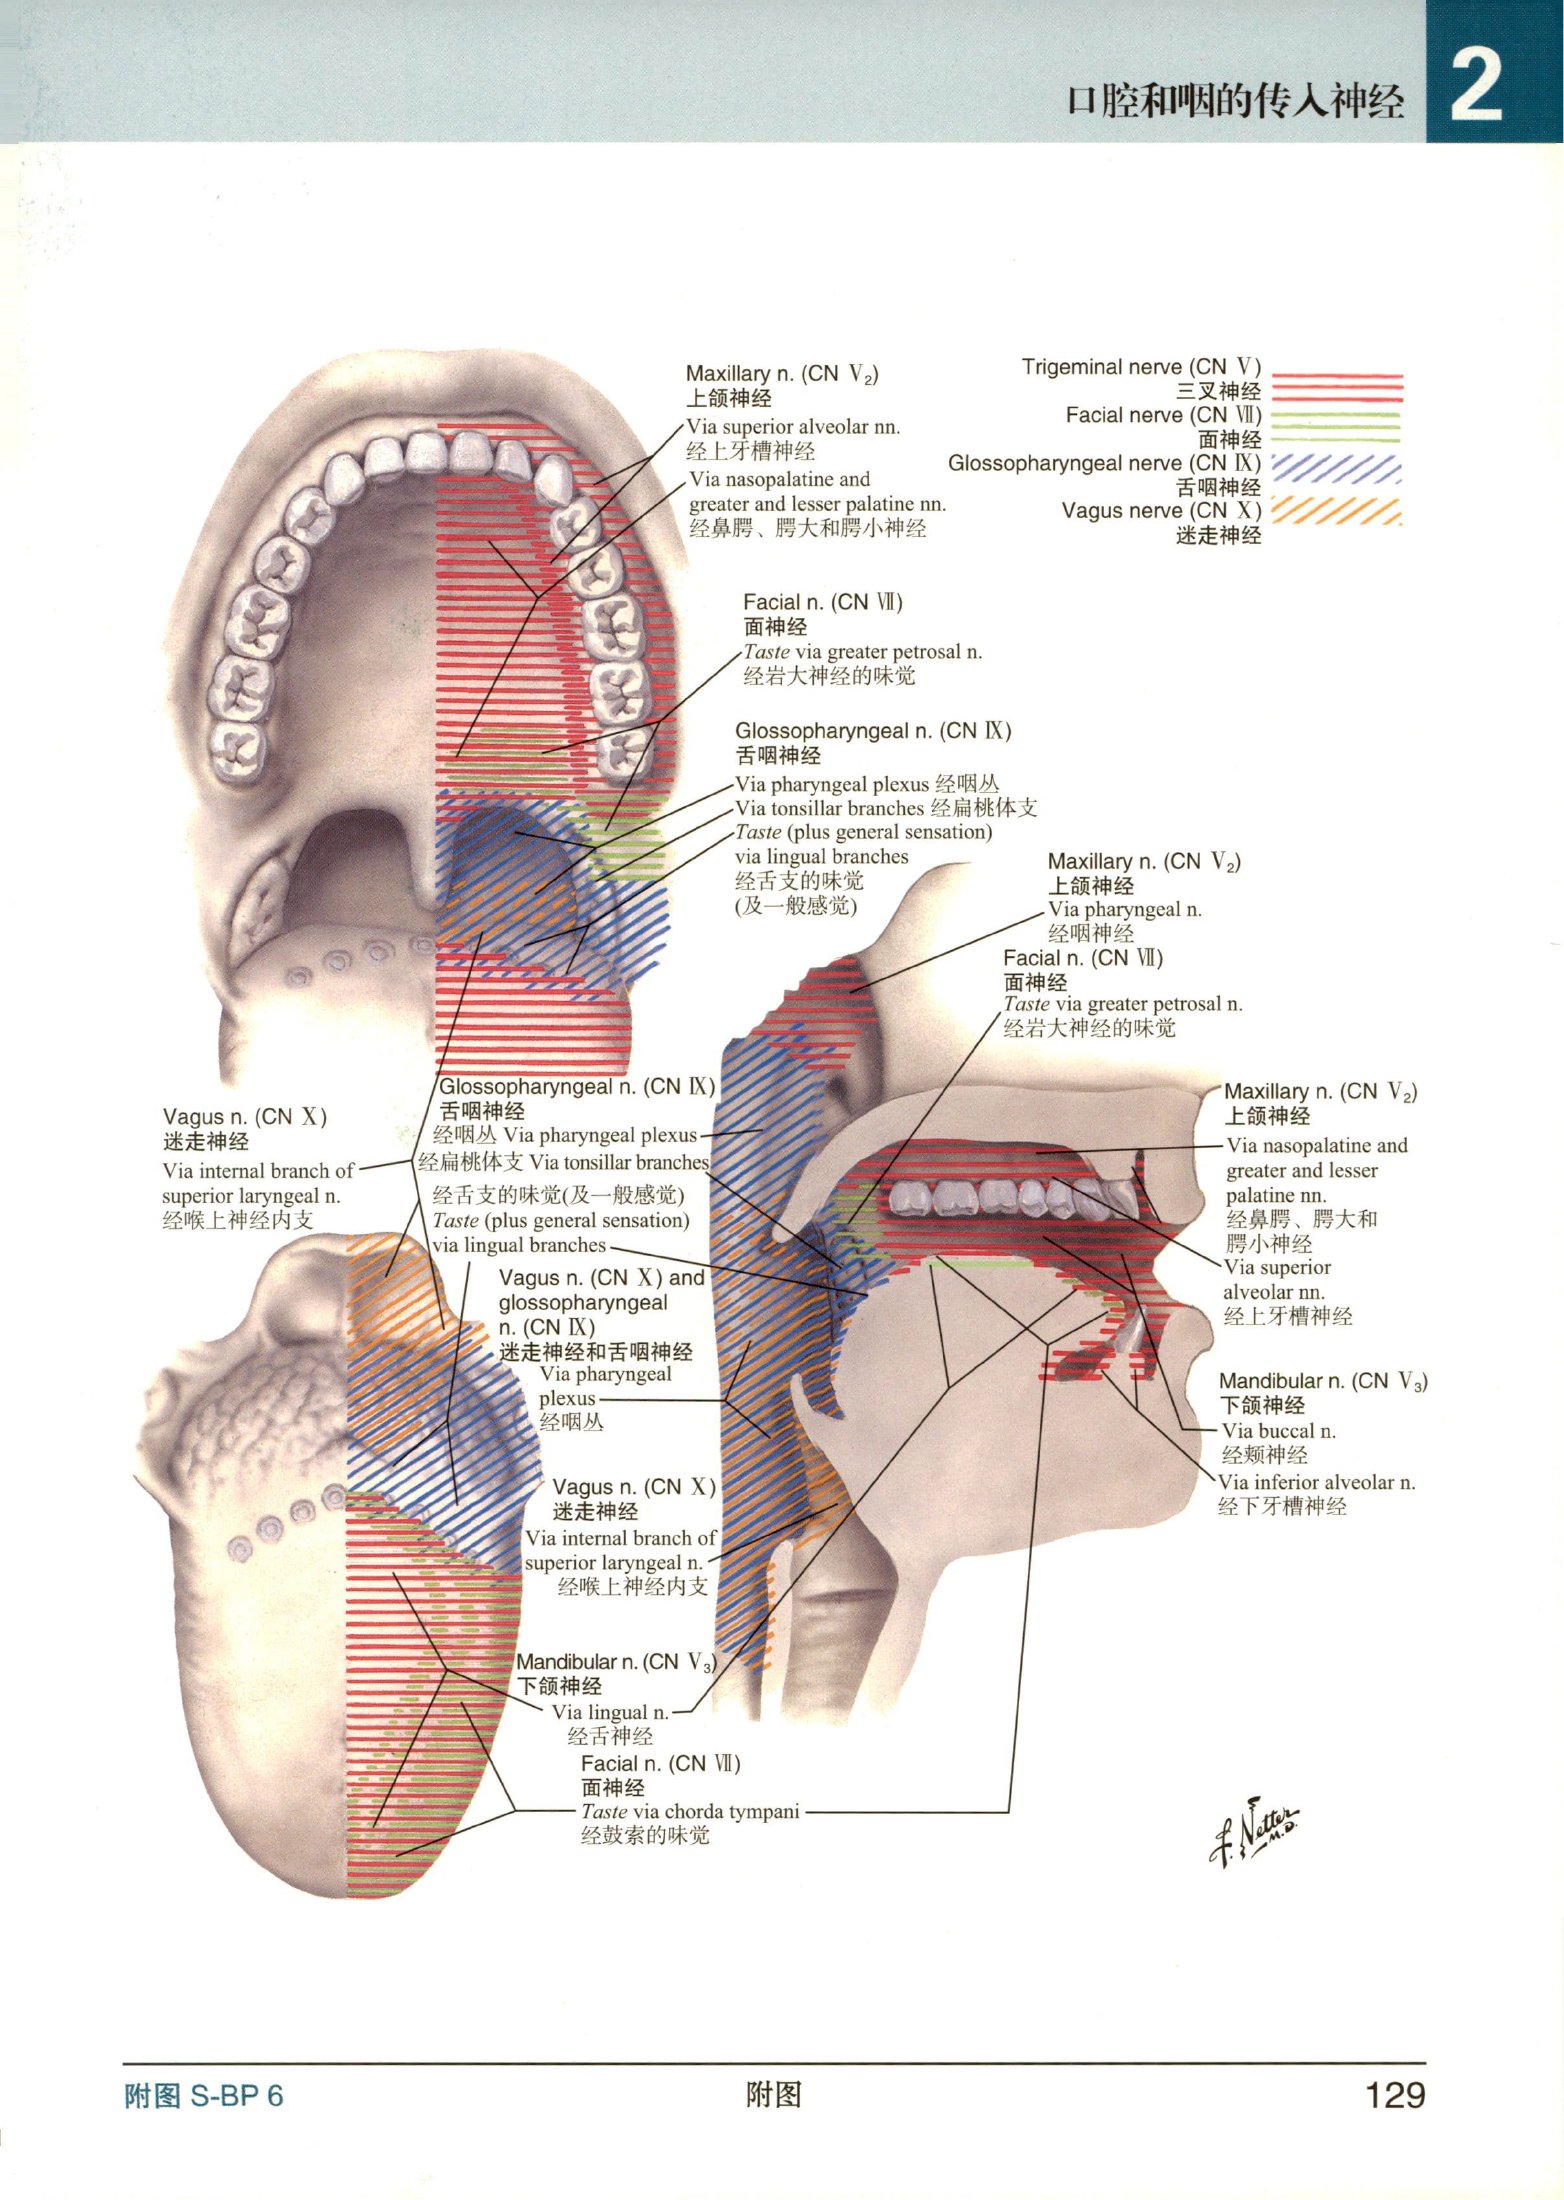 口腔和咽的传入神经
2
Maxillary n. (CN Ⅴ2)
上颌神经
Via superior alveolar nn.
经上牙槽神经
Via nasopalatine and
greater and lesser palatine nn.
经鼻腭、腭大和腭小神经
Trigeminal nerve (CN Ⅴ)
三叉神经
Facial nerve (CN Ⅶ)
面神经
Glossopharyngeal nerve (CN Ⅸ)
舌咽神经
Vagus nerve (CN Ⅹ)
迷走神经
Facial n. (CN Ⅶ)
面神经
Taste via greater petrosal n.
经岩大神经的味觉
Glossopharyngeal n. (CN Ⅸ)
舌咽神经
Via pharyngeal plexus 经咽丛
Via tonsillar branches 经扁桃体支
Taste (plus general sensation)
via lingual branches
经舌支的味觉
(及一般感觉)
Maxillary n. (CN Ⅴ2)
上颌神经
Via pharyngeal n.
经咽神经
Facial n. (CN Ⅶ)
面神经
Taste via greater petrosal n.
经岩大神经的味觉
Vagus n. (CN Ⅹ)
迷走神经
Via internal branch of
superior laryngeal n.
经喉上神经内支
Glossopharyngeal n. (CN Ⅸ)
舌咽神经
经咽丛 Via pharyngeal plexus
经扁桃体支 Via tonsillar branches
经舌支的味觉(及一般感觉)
Taste (plus general sensation)
via lingual branches
Maxillary n. (CN Ⅴ2)
上颌神经
Via nasopalatine and
greater and lesser
palatine nn.
经鼻腭、腭大和
腭小神经
Via superior
alveolar nn.
经上牙槽神经
Vagus n. (CN Ⅹ) and
glossopharyngeal
n. (CN Ⅸ)
迷走神经和舌咽神经
Via pharyngeal
plexus
经咽丛
Mandibular n. (CN Ⅴ3)
下颌神经
Via buccal n.
经颊神经
Via inferior alveolar n.
经下牙槽神经
Vagus n. (CN Ⅹ)
迷走神经
Via internal branch of
superior laryngeal n.
经喉上神经内支
Mandibular n. (CN Ⅴ3)
下颌神经
Via lingual n.
经舌神经
Facial n. (CN Ⅶ)
面神经
Taste via chorda tympani
经鼓索的味觉
F. Netter
M.D.
附图 S-BP 6
附图
129